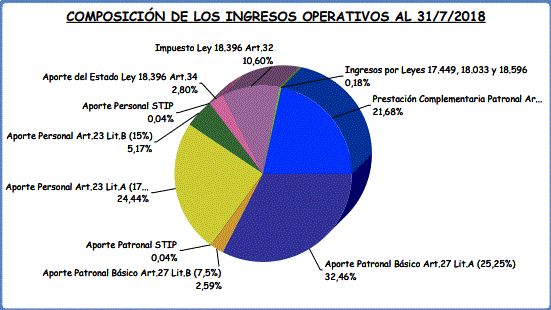 COMPOSICIÓN DE LOS INGRESOS OPERATIVOS AL 31/7/2018
Impuesto Ley 18,396 Art.32
10,60%
Ingresos por Leyes 17.449, 18.033 y 18.596
0,18%
Aporte del Estado Ley 18,396 Art.34
2,80%
Prestación Complementaria Patronal Ar...
21,68%
Aporte Personal STIP
0,04%
Aporte Personal Art,23 Lit.B (15%)
5,17%
Aporte Personal Art,23 Lit.A (17...
24,44%
Aporte Patronal STIP
0,04%
Aporte Patronal Básico Art,27 Lit.B (7,5%)
2,59%
Aporte Patronal Básico Art,27 Lit.A (25,25%)
32,46%